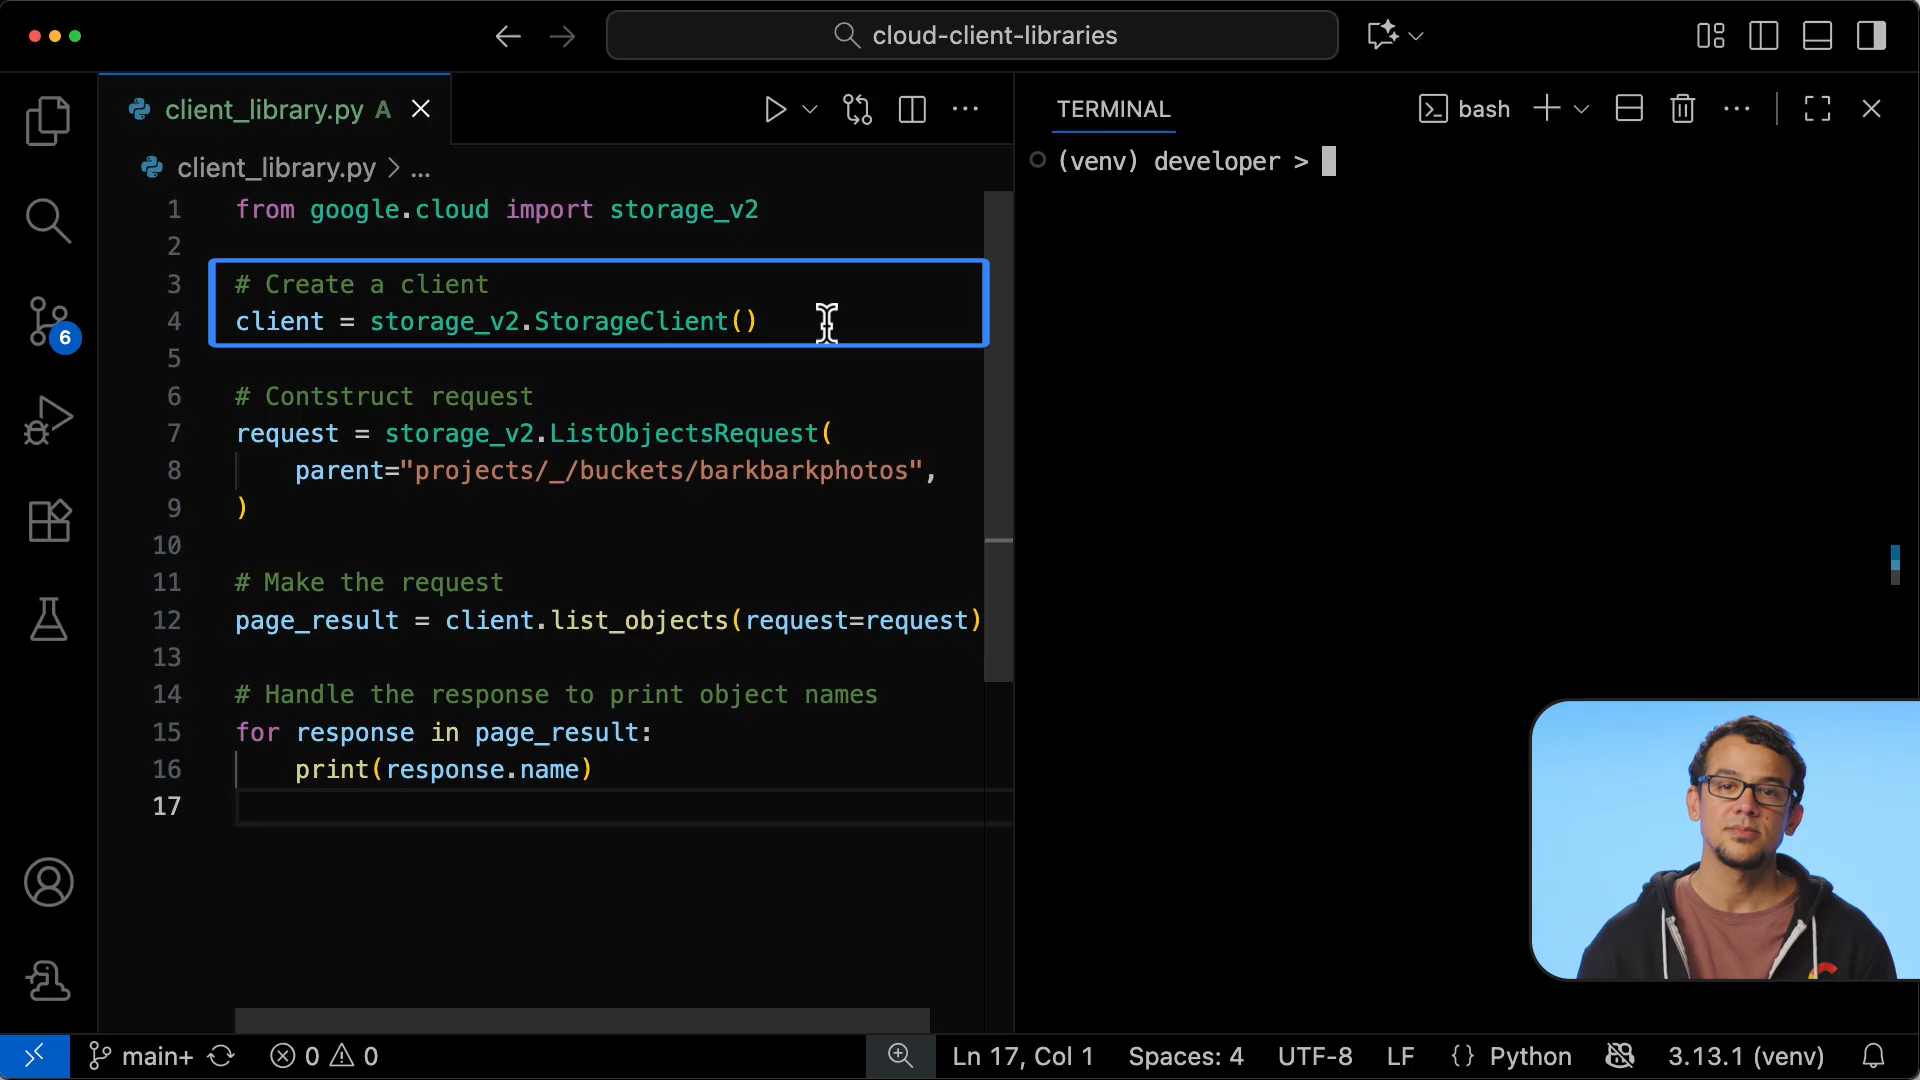 cloud-client-libraries
client_library.py A
TERMINAL
bash
client_library.py > ...
(venv) developer >
1 from google.cloud import storage_v2
2
3 # Create a client
4 client = storage_v2.StorageClient()
5
6 # Contstruct request
7 request = storage_v2.ListObjectsRequest(
8 parent="projects/_/buckets/barkbarkphotos",
9 )
10
11 # Make the request
12 page_result = client.list_objects(request=request)
13
14 # Handle the response to print object names
15 for response in page_result:
16 print(response.name)
17
6
main+ 0 0 Ln 17, Col 1 Spaces: 4 UTF-8 LF {} Python 3.13.1 (venv)